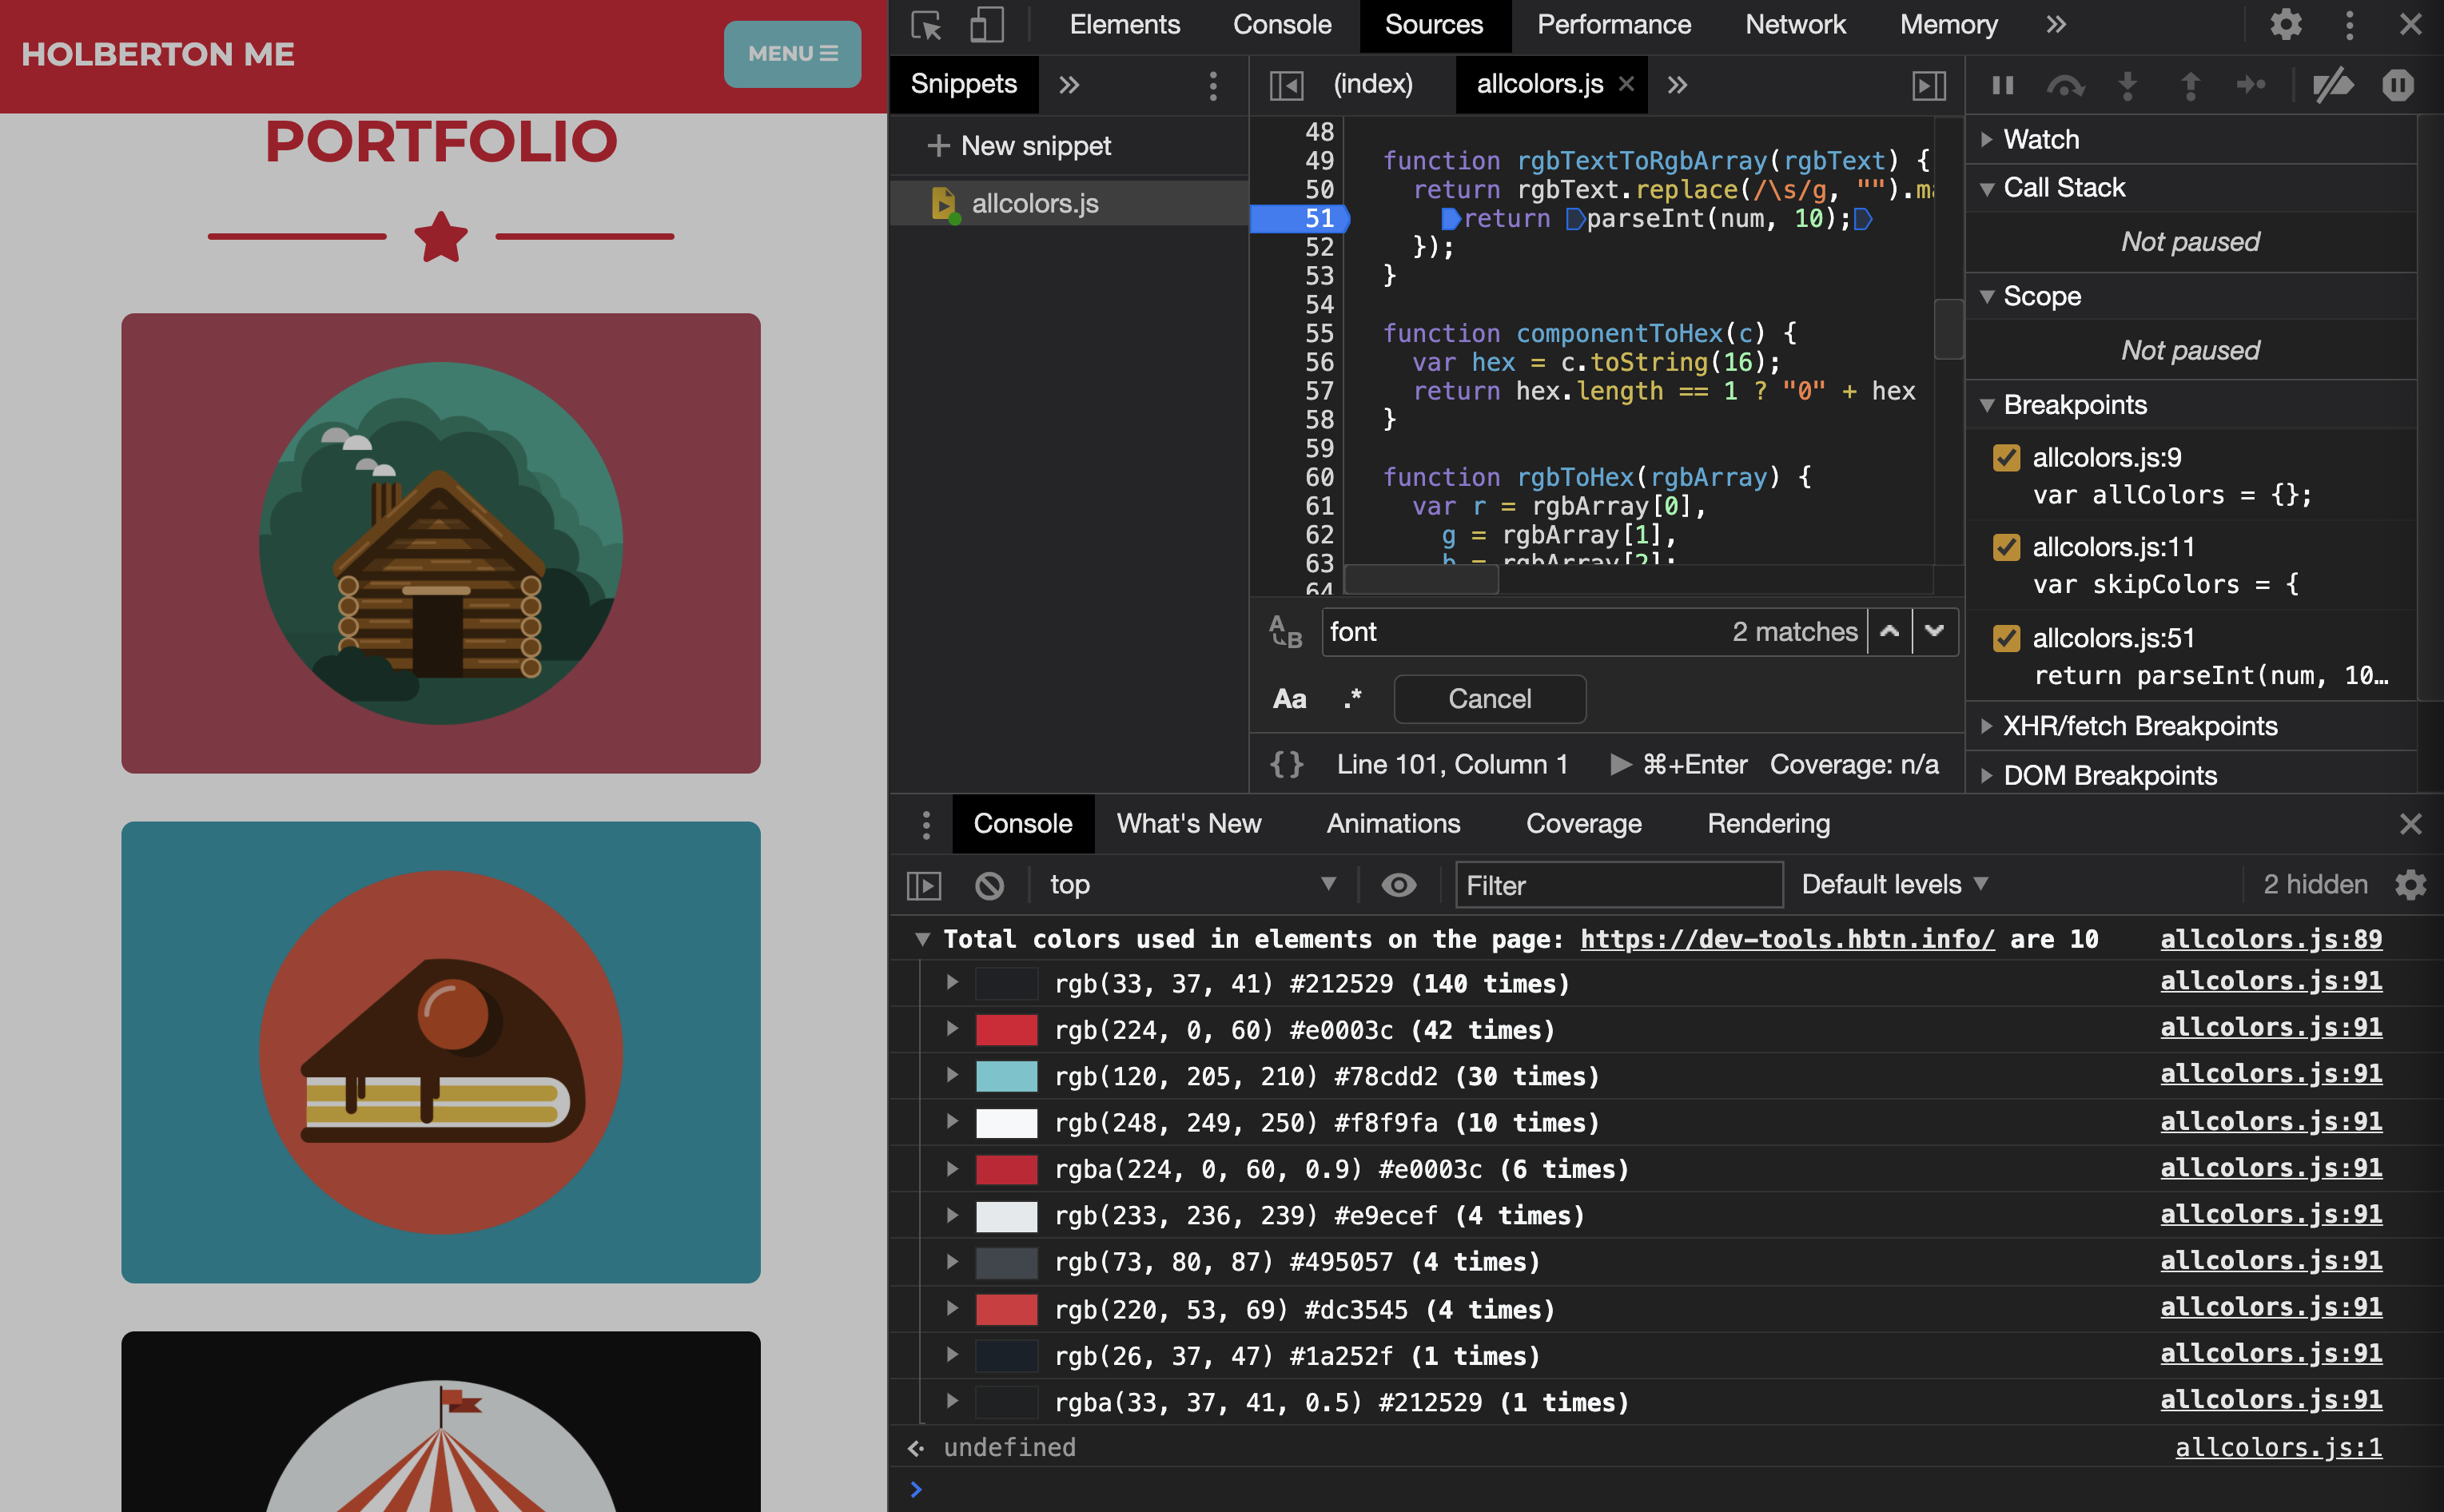 HOLBERTON ME
MENU
PORTFOLIO
Elements Console Sources Performance Network Memory
Snippets
New snippet
allcolors.js
(index) allcolors.js
48
49 function rgbTextToRgbArray(rgbText) {
50 return rgbText.replace(/\s/g, "").m
51 return parseInt(num, 10);
52 });
53 }
54
55 function componentToHex(c) {
56 var hex = c.toString(16);
57 return hex.length == 1 ? "0" + hex
58 }
59
60 function rgbToHex(rgbArray) {
61 var r = rgbArray[0],
62 g = rgbArray[1],
63 b = rgbArray[2];
64
font 2 matches
Aa .* Cancel
{} Line 101, Column 1 ⌘+Enter Coverage: n/a
Watch
Call Stack
Not paused
Scope
Not paused
Breakpoints
allcolors.js:9
var allColors = {};
allcolors.js:11
var skipColors = {
allcolors.js:51
return parseInt(num, 10…
XHR/fetch Breakpoints
DOM Breakpoints
Console What's New Animations Coverage Rendering
top Filter Default levels 2 hidden
Total colors used in elements on the page: https://dev-tools.hbtn.info/ are 10 allcolors.js:89
rgb(33, 37, 41) #212529 (140 times) allcolors.js:91
rgb(224, 0, 60) #e0003c (42 times) allcolors.js:91
rgb(120, 205, 210) #78cdd2 (30 times) allcolors.js:91
rgb(248, 249, 250) #f8f9fa (10 times) allcolors.js:91
rgba(224, 0, 60, 0.9) #e0003c (6 times) allcolors.js:91
rgb(233, 236, 239) #e9ecef (4 times) allcolors.js:91
rgb(73, 80, 87) #495057 (4 times) allcolors.js:91
rgb(220, 53, 69) #dc3545 (4 times) allcolors.js:91
rgb(26, 37, 47) #1a252f (1 times) allcolors.js:91
rgba(33, 37, 41, 0.5) #212529 (1 times) allcolors.js:91
undefined allcolors.js:1